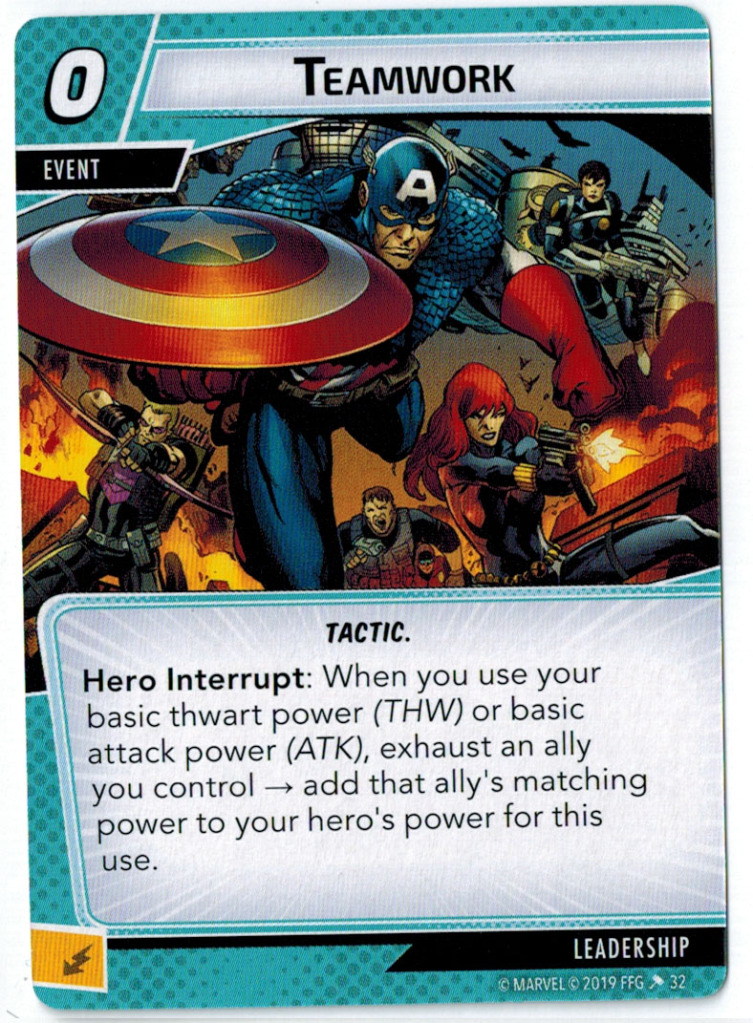 0
TEAMWORK
EVENT
A
TACTIC.
Hero Interrupt: When you use your
basic thwart power (THW) or basic
attack power (ATK), exhaust an ally
you control → add that ally's matching
power to your hero's power for this
use.
LEADERSHIP
© MARVEL © 2019 FFG 32